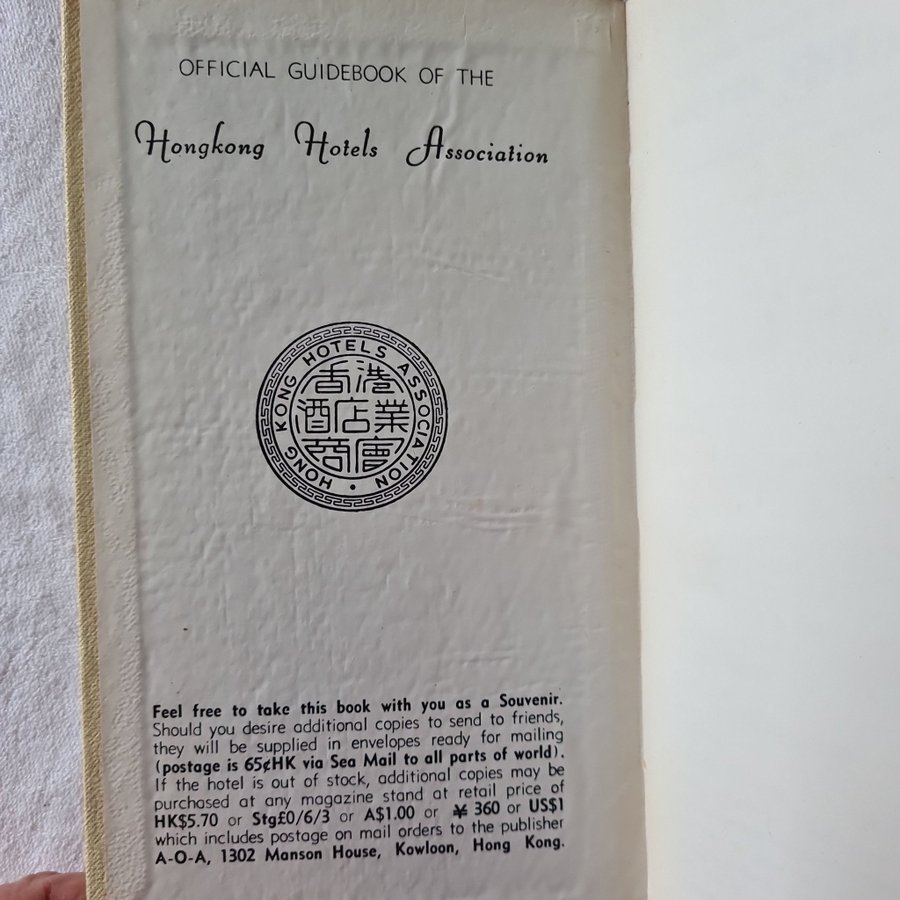 OFFICIAL GUIDEBOOK OF THE
Hongkong Hotels Association
HONG KONG HOTELS ASSOCIATION •
香港
酒店業
商會
Feel free to take this book with you as a Souvenir.
Should you desire additional copies to send to friends,
they will be supplied in envelopes ready for mailing
(postage is 65¢HK via Sea Mail to all parts of world).
If the hotel is out of stock, additional copies may be
purchased at any magazine stand at retail price of
HK$5.70 or Stg£0/6/3 or A$1.00 or ¥ 360 or US$1
which includes postage on mail orders to the publisher
A-O-A, 1302 Manson House, Kowloon, Hong Kong.